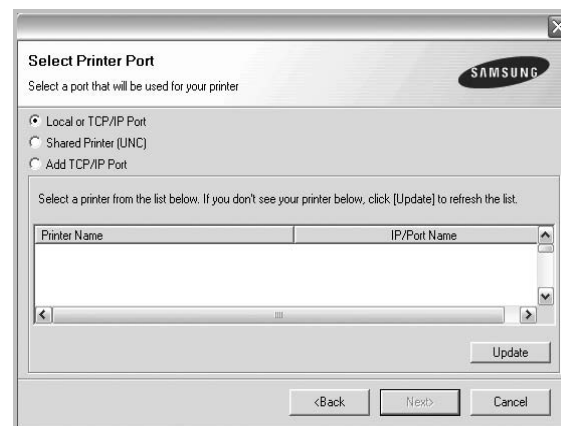 Select Printer Port
Select a port that will be used for your printer
SAMSUNG
Local or TCP/IP Port
Shared Printer (UNC)
Add TCP/IP Port
Select a printer from the list below. If you don't see your printer below, click [Update] to refresh the list.
Printer Name IP/Port Name
Update
<Back Next> Cancel